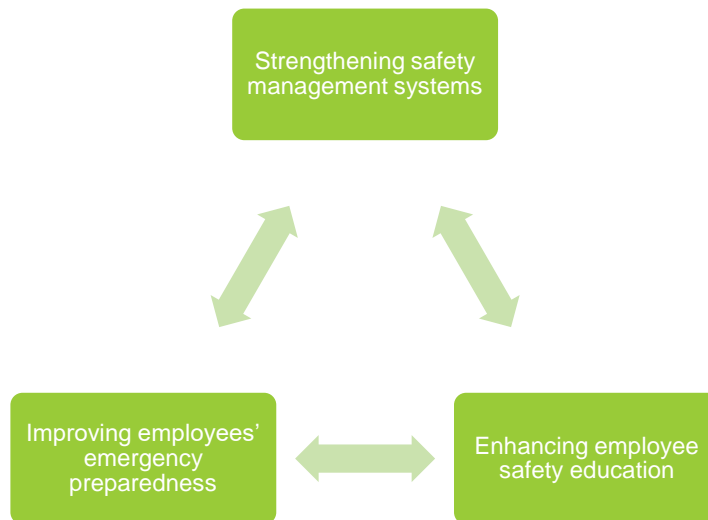 Strengthening safety
management systems
Improving employees’
emergency
preparedness
Enhancing employee
safety education